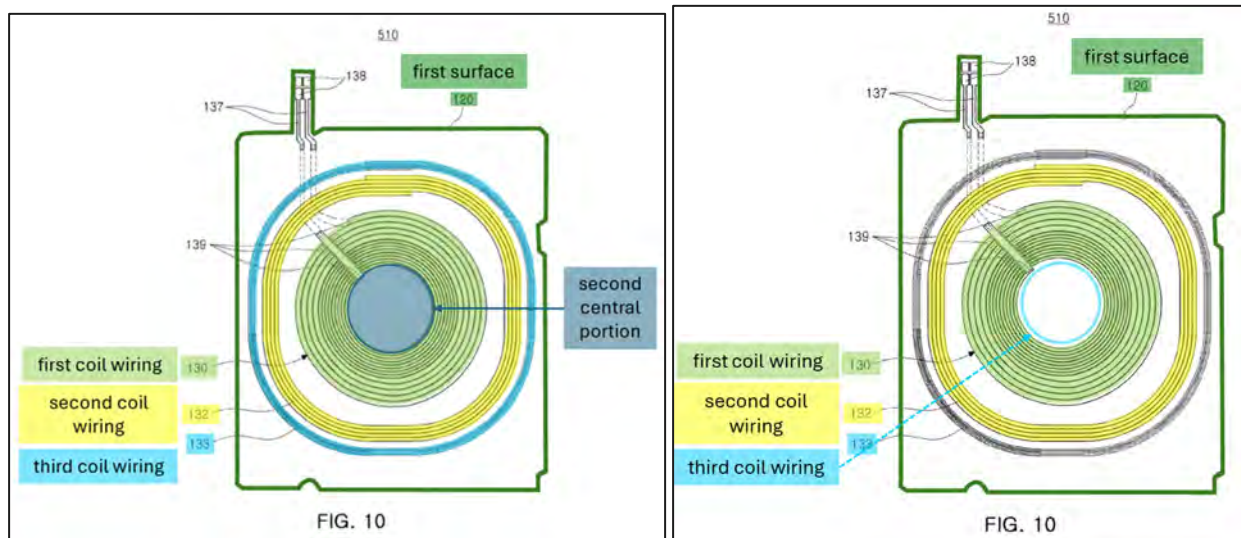 510
first surface
120
138
137
139
second
central
portion
first coil wiring
130
second coil
wiring
132
133
third coil wiring
FIG. 10
510
first surface
120
138
137
139
first coil wiring
130
second coil
wiring
132
133
third coil wiring
FIG. 10